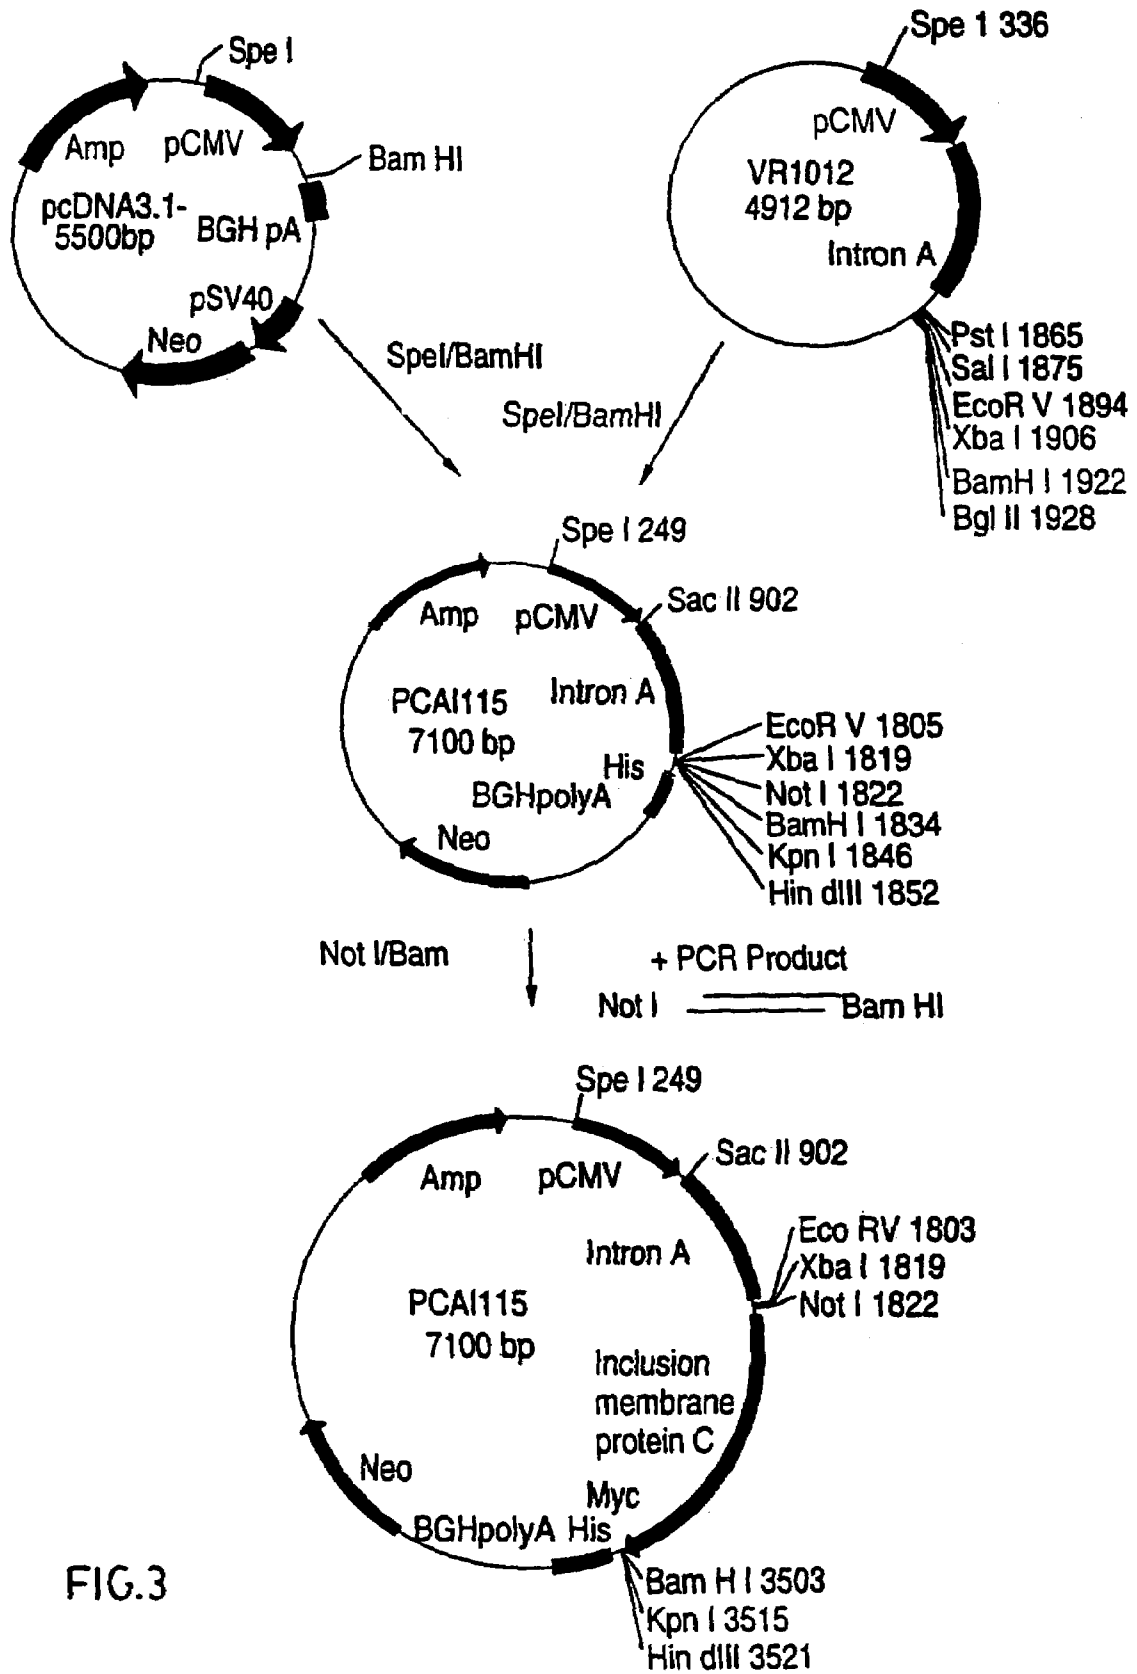 Spe I
Amp
pCMV
Bam HI
pcDNA3.1-
5500bp
BGH pA
pSV40
Neo
Spe 1 336
pCMV
VR1012
4912 bp
Intron A
Pst I 1865
Sal I 1875
EcoR V 1894
Xba I 1906
BamH I 1922
Bgl II 1928
SpeI/BamHI
SpeI/BamHI
Spe I 249
Sac II 902
Amp
pCMV
PCAI115
7100 bp
Intron A
His
BGHpolyA
Neo
EcoR V 1805
Xba I 1819
Not I 1822
BamH I 1834
Kpn I 1846
Hin dIII 1852
Not I/Bam
+ PCR Product
Not I
Bam HI
Spe I 249
Sac II 902
Amp
pCMV
Intron A
Eco RV 1803
Xba I 1819
Not I 1822
PCAI115
7100 bp
Inclusion
membrane
protein C
Neo
Myc
BGHpolyA His
Bam H I 3503
Kpn I 3515
Hin dIII 3521
FIG.3